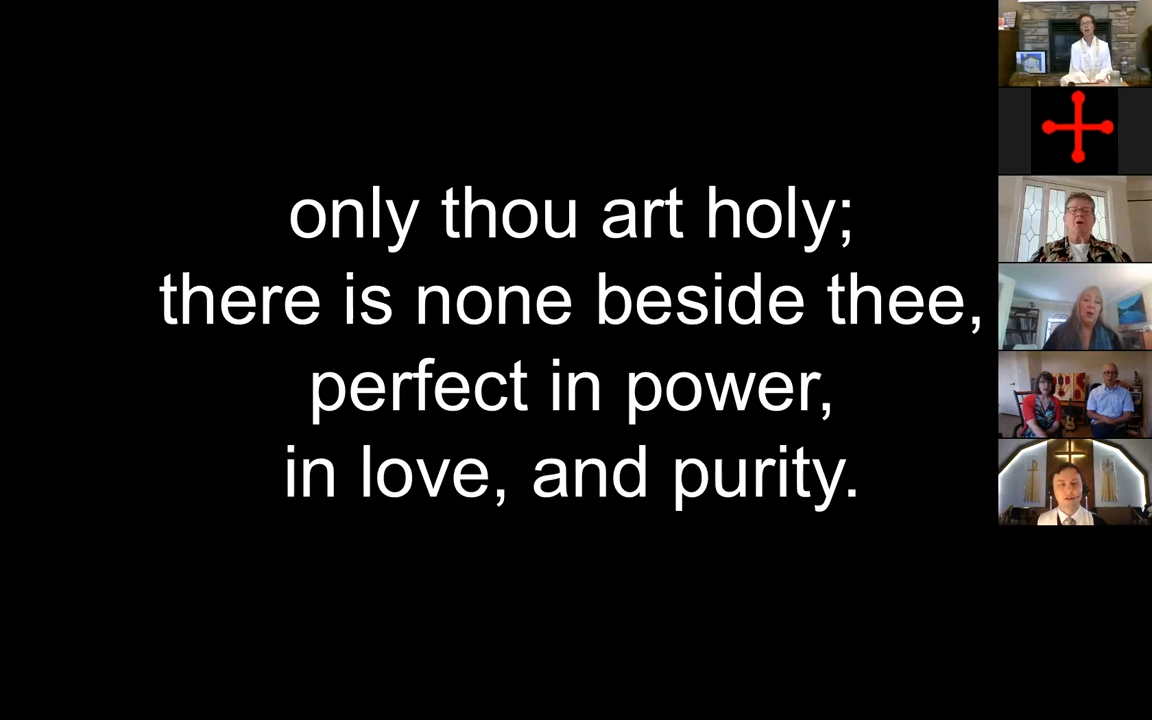 only thou art holy;
there is none beside thee,
perfect in power,
in love, and purity.